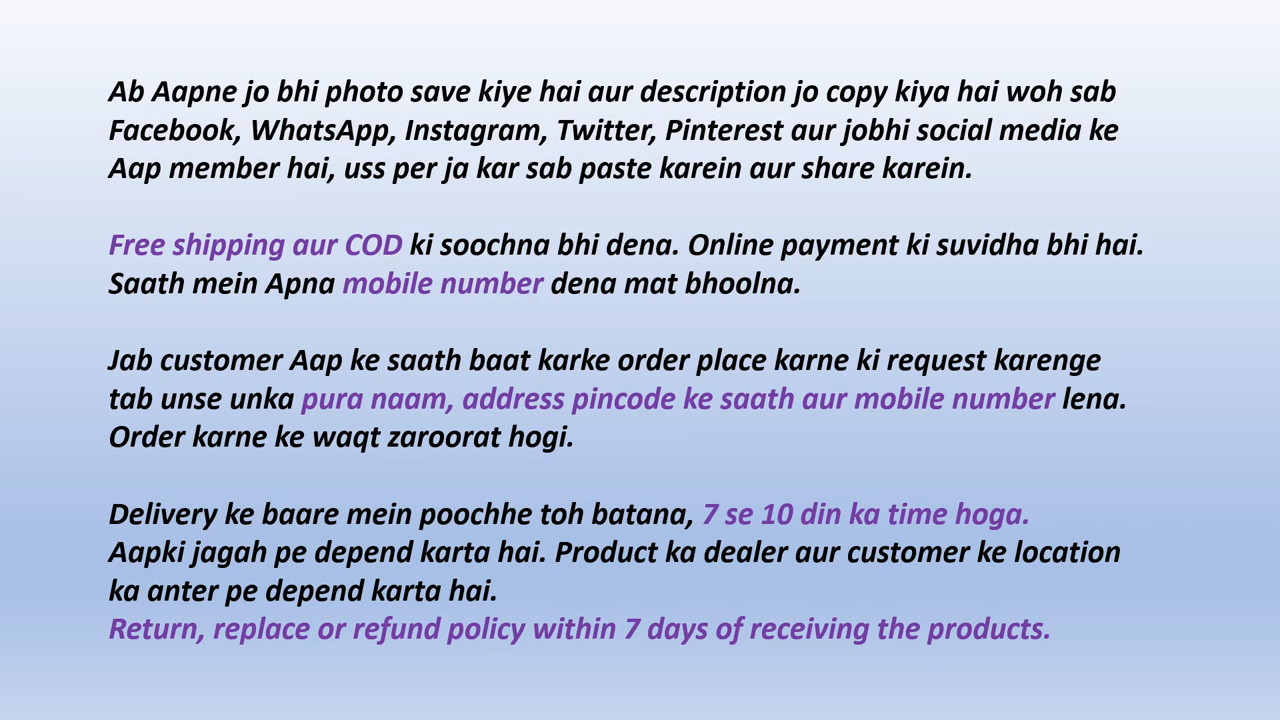 Ab Aapne jo bhi photo save kiye hai aur description jo copy kiya hai woh sab
Facebook, WhatsApp, Instagram, Twitter, Pinterest aur jobhi social media ke
Aap member hai, uss per ja kar sab paste karein aur share karein.
Free shipping aur COD ki soochna bhi dena. Online payment ki suvidha bhi hai.
Saath mein Apna mobile number dena mat bhoolna.
Jab customer Aap ke saath baat karke order place karne ki request karenge
tab unse unka pura naam, address pincode ke saath aur mobile number lena.
Order karne ke waqt zaroorat hogi.
Delivery ke baare mein poochhe toh batana, 7 se 10 din ka time hoga.
Aapki jagah pe depend karta hai. Product ka dealer aur customer ke location
ka anter pe depend karta hai.
Return, replace or refund policy within 7 days of receiving the products.